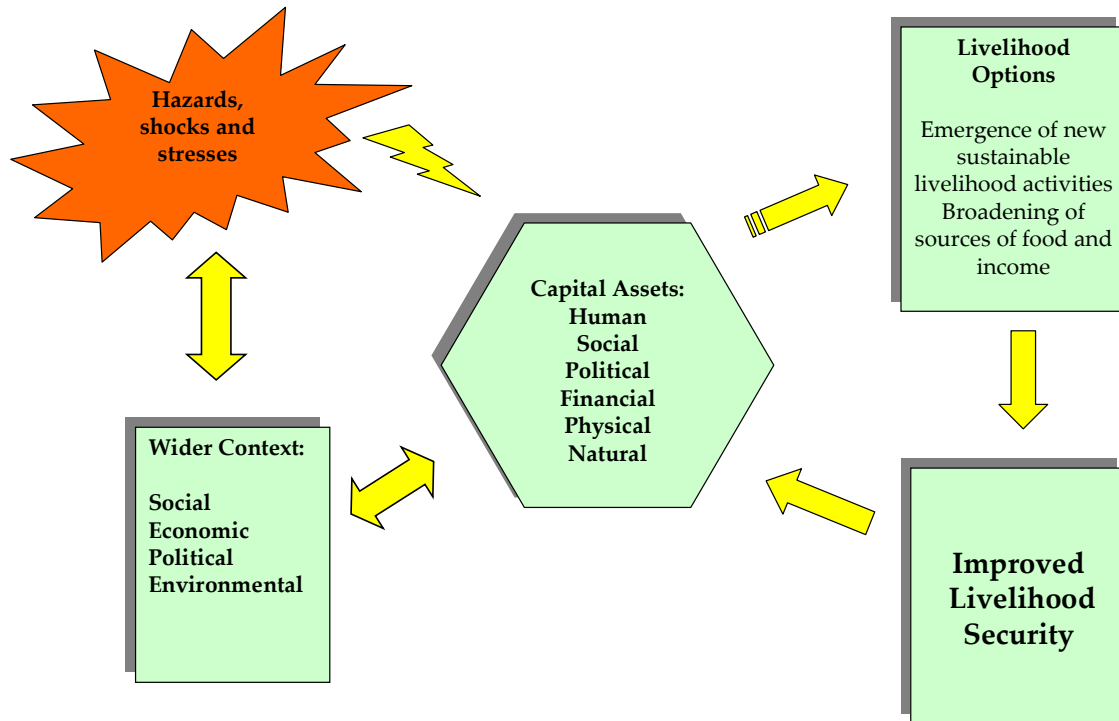 Hazards,
shocks and
stresses
Livelihood
Options
Emergence of new
sustainable
livelihood activities
Broadening of
sources of food and
income
Capital Assets:
Human
Social
Political
Financial
Physical
Natural
Wider Context:
Social
Economic
Political
Environmental
Improved
Livelihood
Security